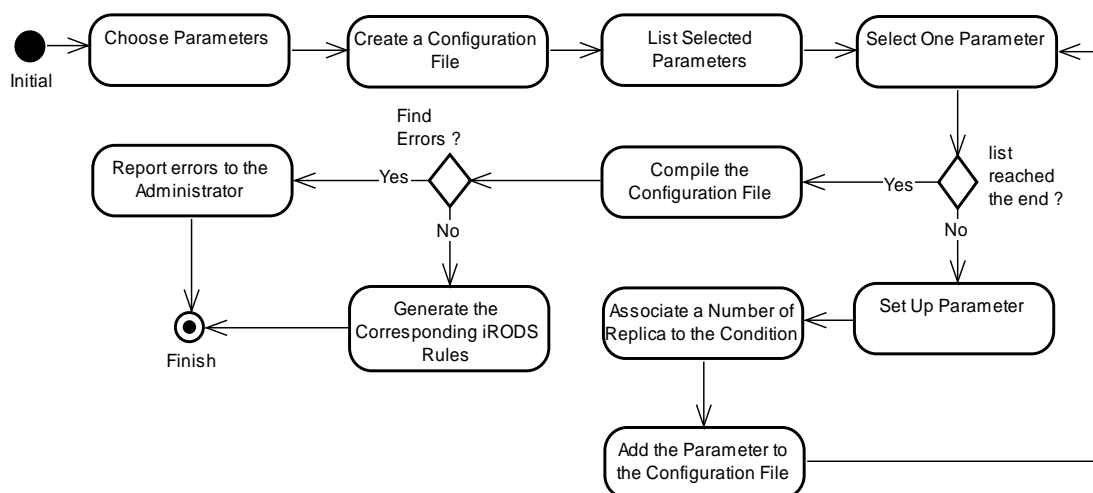 Choose Parameters
Create a Configuration
File
List Selected
Parameters
Select One Parameter
Initial
Find
Errors ?
Report errors to the
Administrator
Yes
Compile the
Configuration File
Yes
list
reached
the end ?
No
No
Generate the
Corresponding iRODS
Rules
Associate a Number of
Replica to the Condition
Set Up Parameter
Finish
Add the Parameter to
the Configuration File